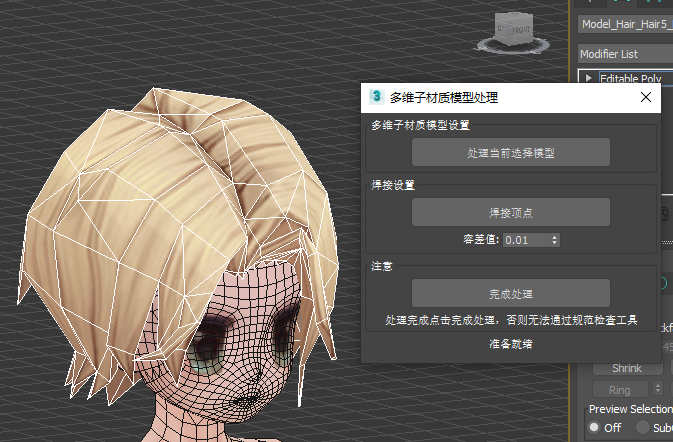 FRONT
Model_Hair_Hair5_
Modifier List
Editable Poly
3 多维子材质模型处理
多维子材质模型设置
处理当前选择模型
焊接设置
焊接顶点
容差值: 0.01
注意
完成处理
处理完成点击完成处理，否则无法通过规范检查工具
准备就绪
Shrink
Ring
Preview Selection
Off
Sub